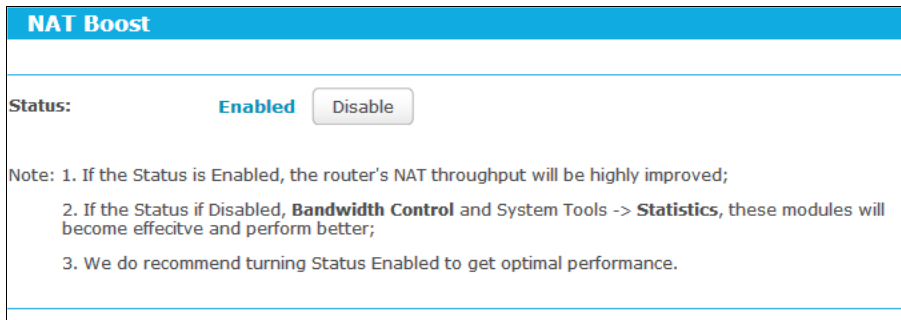 NAT Boost
Status: Enabled Disable
Note: 1. If the Status is Enabled, the router's NAT throughput will be highly improved;
2. If the Status if Disabled, Bandwidth Control and System Tools -> Statistics, these modules will
become effecitve and perform better;
3. We do recommend turning Status Enabled to get optimal performance.